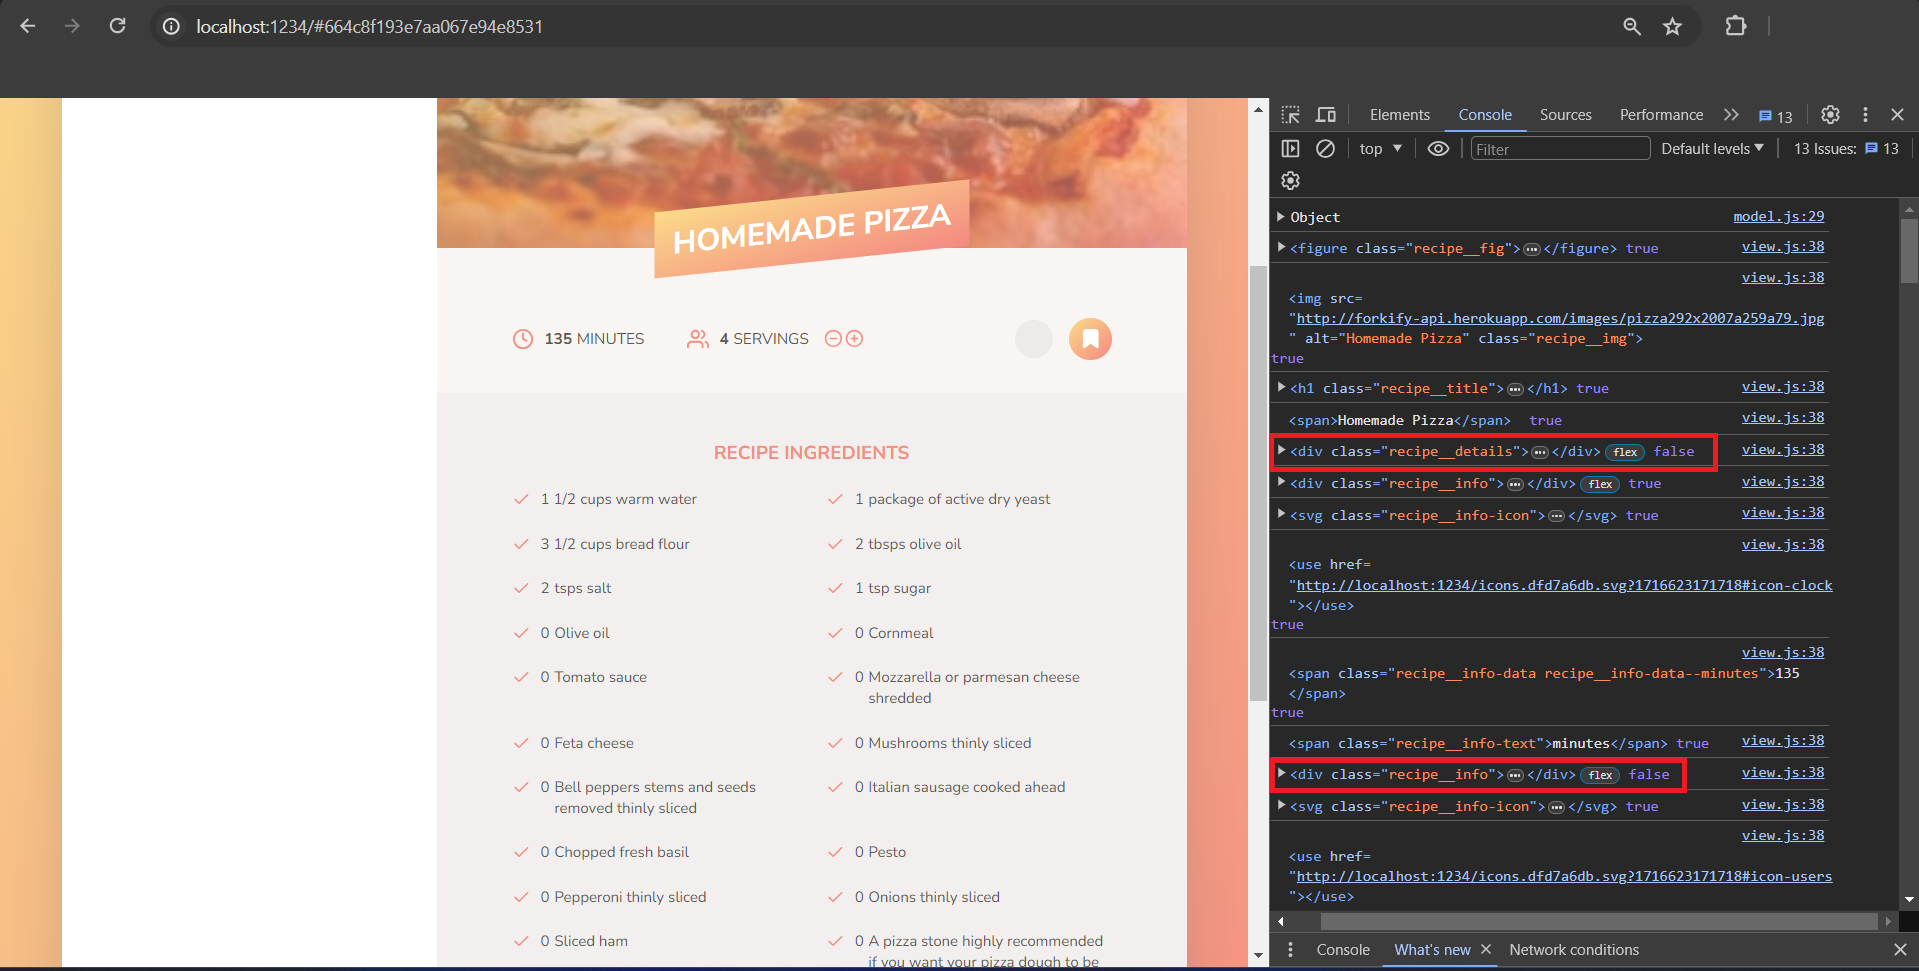 localhost:1234/#664c8f193e7aa067e94e8531
HOMEMADE PIZZA
135 MINUTES
4 SERVINGS
RECIPE INGREDIENTS
1 1/2 cups warm water
1 package of active dry yeast
3 1/2 cups bread flour
2 tbsps olive oil
2 tsps salt
1 tsp sugar
0 Olive oil
0 Cornmeal
0 Tomato sauce
0 Mozzarella or parmesan cheese
shredded
0 Feta cheese
0 Mushrooms thinly sliced
0 Bell peppers stems and seeds
removed thinly sliced
0 Italian sausage cooked ahead
0 Chopped fresh basil
0 Pesto
0 Pepperoni thinly sliced
0 Onions thinly sliced
0 Sliced ham
0 A pizza stone highly recommended
if you want your pizza dough to be
Elements Console Sources Performance 13
top Filter Default levels 13 Issues: 13
Object model.js:29
<figure class="recipe__fig">…</figure> true view.js:38
view.js:38
<img src=
"http://forkify-api.herokuapp.com/images/pizza292x2007a259a79.jpg
" alt="Homemade Pizza" class="recipe__img">
true
<h1 class="recipe__title">…</h1> true view.js:38
<span>Homemade Pizza</span> true view.js:38
<div class="recipe__details">…</div> flex false view.js:38
<div class="recipe__info">…</div> flex true view.js:38
<svg class="recipe__info-icon">…</svg> true view.js:38
view.js:38
<use href=
"http://localhost:1234/icons.dfd7a6db.svg?1716623171718#icon-clock
"></use>
true
view.js:38
<span class="recipe__info-data recipe__info-data--minutes">135
</span>
true
<span class="recipe__info-text">minutes</span> true view.js:38
<div class="recipe__info">…</div> flex false view.js:38
<svg class="recipe__info-icon">…</svg> true view.js:38
view.js:38
<use href=
"http://localhost:1234/icons.dfd7a6db.svg?1716623171718#icon-users
"></use>
Console What's new Network conditions